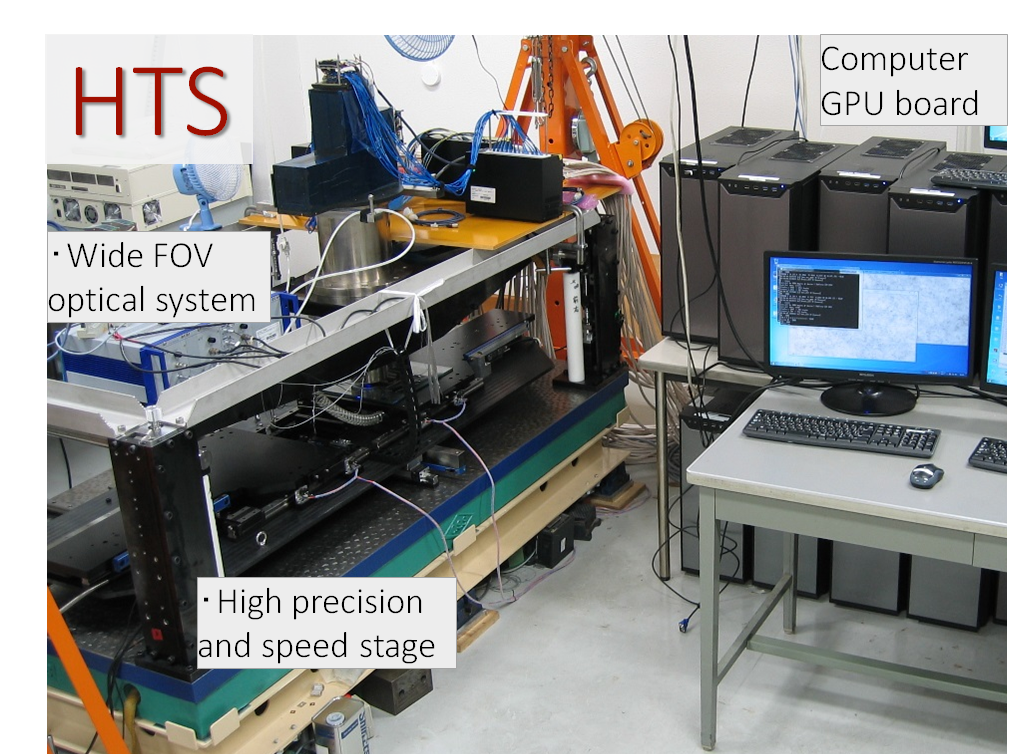 HTS
Computer
GPU board
・Wide FOV
optical system
・High precision
and speed stage